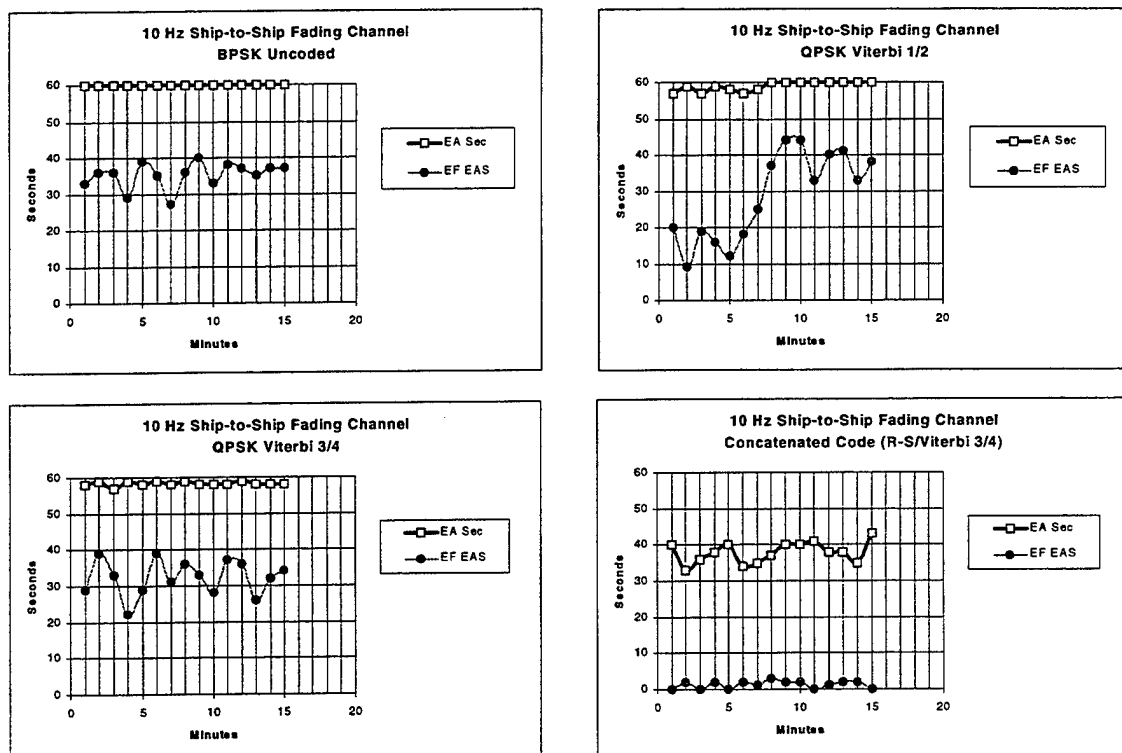 10 Hz Ship-to-Ship Fading Channel
BPSK Uncoded
60
50
40
30
20
10
0
Seconds
0 5 10 15 20
Minutes
EA Sec
EF EAS
10 Hz Ship-to-Ship Fading Channel
QPSK Viterbi 1/2
60
50
40
30
20
10
0
Seconds
0 5 10 15 20
Minutes
EA Sec
EF EAS
10 Hz Ship-to-Ship Fading Channel
QPSK Viterbi 3/4
60
50
40
30
20
10
0
Seconds
0 5 10 15 20
Minutes
EA Sec
EF EAS
10 Hz Ship-to-Ship Fading Channel
Concatenated Code (R-S/Viterbi 3/4)
60
50
40
30
20
10
0
Seconds
0 5 10 15 20
Minutes
EA Sec
EF EAS